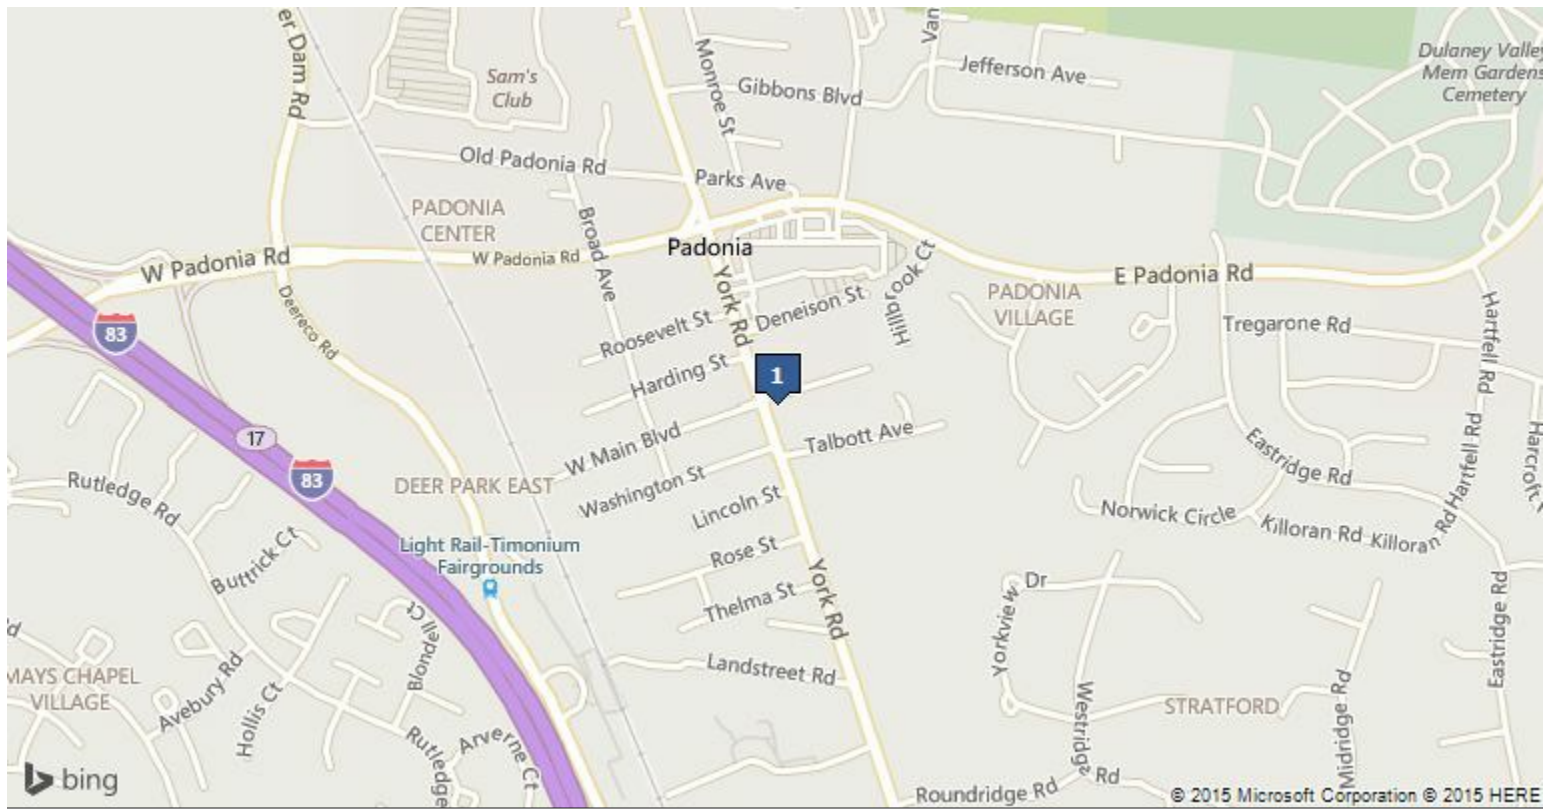 er Dam Rd
Sam's
Club
Monroe St
Gibbons Blvd
Van
Jefferson Ave
Dulaney Valley
Mem Gardens
Cemetery
Old Padonia Rd
Parks Ave
PADONIA
CENTER
Broad Ave
W Padonia Rd
W Padonia Rd
Padonia
York Rd
Hillbrook Ct
E Padonia Rd
PADONIA
VILLAGE
Deereco Rd
83
Roosevelt St
Deneison St
Tregarone Rd
Hartfell Rd
Harding St
1
17
W Main Blvd
Talbott Ave
Eastridge Rd
Hartfell Rd
Harcroft
83
Rutledge Rd
DEER PARK EAST
Washington St
Lincoln St
Norwick Circle
Killoran Rd
Killoran Rd
Buttrick Ct
Light Rail-Timonium
Fairgrounds
Rose St
York Rd
Thelma St
Yorkview Dr
Eastridge Rd
Blondell Ct
Landstreet Rd
MAYS CHAPEL
VILLAGE
Avebury Rd
Hollis Ct
Westridge Rd
STRATFORD
Midridge Rd
Rutledge
Arverne Ct
Roundridge Rd
bing
© 2015 Microsoft Corporation © 2015 HERE